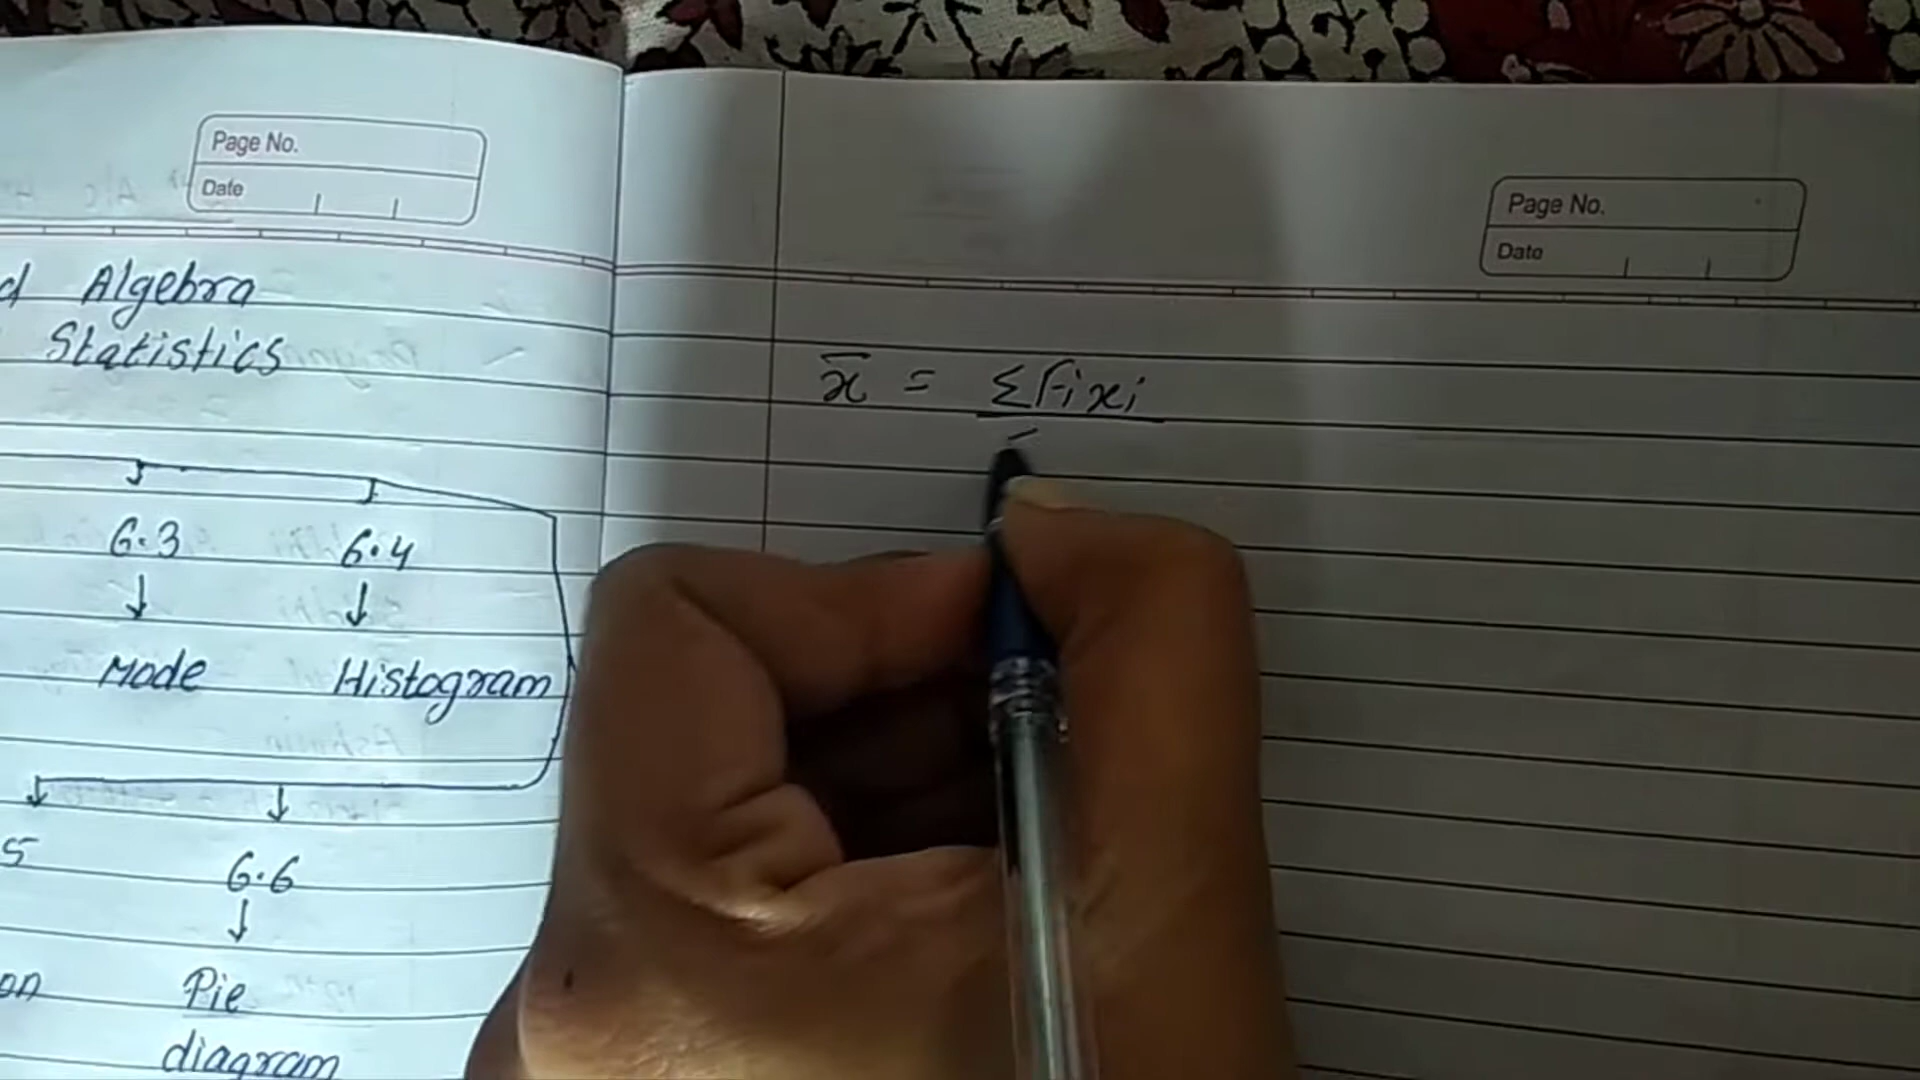 Page No.
Date
d Algebra
Statistics
6.3 6.4
Mode Histogram
5 6.6
on Pie
diagram
Page No.
Date
x̄ = ΣFixi